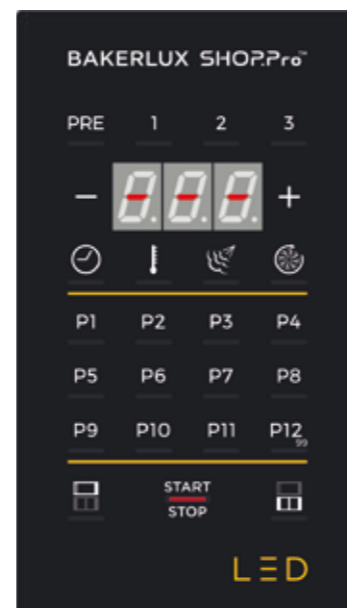 BAKERLUX SHOP.Pro™
PRE 1 2 3
- --- +
P1 P2 P3 P4
P5 P6 P7 P8
P9 P10 P11 P12 99
START
STOP
LED